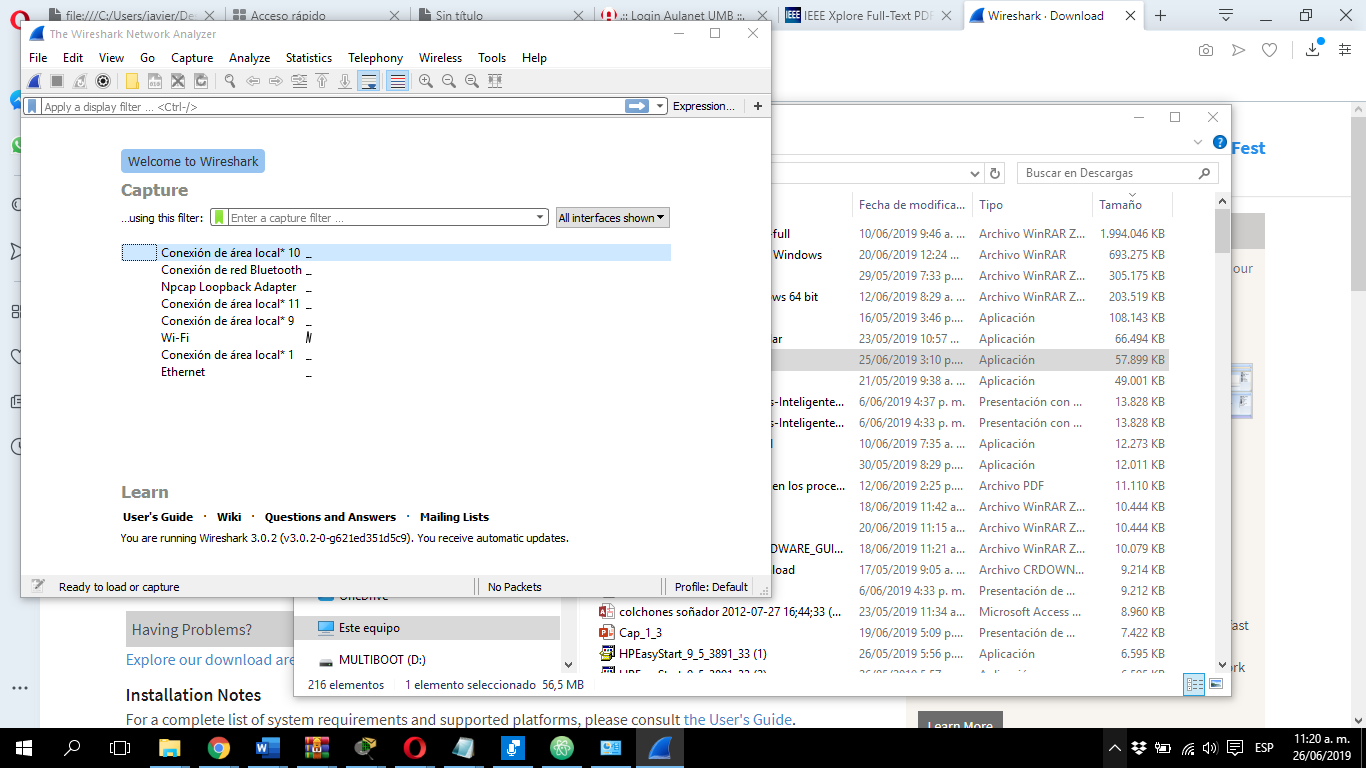 file:///C:/Users/javier/De
Acceso rápido
Sin título
.:: Login Aulanet UMB ::.
IEEE Xplore Full-Text PDF
Wireshark · Download
The Wireshark Network Analyzer
File Edit View Go Capture Analyze Statistics Telephony Wireless Tools Help
Apply a display filter ... <Ctrl-/>
Expression...
+
Welcome to Wireshark
Capture
...using this filter:
Enter a capture filter ...
All interfaces shown
Conexión de área local* 10
Conexión de red Bluetooth
Npcap Loopback Adapter
Conexión de área local* 11
Conexión de área local* 9
Wi-Fi
Conexión de área local* 1
Ethernet
Learn
User's Guide · Wiki · Questions and Answers · Mailing Lists
You are running Wireshark 3.0.2 (v3.0.2-0-g621ed351d5c9). You receive automatic updates.
Ready to load or capture
No Packets
Profile: Default
Fest
Buscar en Descargas
Fecha de modifica... Tipo Tamaño
-full 10/06/2019 9:46 a. ... Archivo WinRAR Z... 1.994.046 KB
Windows 20/06/2019 12:24 ... Archivo WinRAR 693.275 KB
29/05/2019 7:33 p.... Archivo WinRAR Z... 305.175 KB
ws 64 bit 12/06/2019 8:29 a. ... Archivo WinRAR Z... 203.519 KB
16/05/2019 3:46 p.... Aplicación 108.143 KB
ar 23/05/2019 10:57 ... Aplicación 66.494 KB
25/06/2019 3:10 p.... Aplicación 57.899 KB
21/05/2019 9:38 a. ... Aplicación 49.001 KB
s-Inteligente... 6/06/2019 4:37 p. m. Presentación con ... 13.828 KB
s-Inteligente... 6/06/2019 4:33 p. m. Presentación con ... 13.828 KB
10/06/2019 7:35 a. ... Aplicación 12.273 KB
30/05/2019 8:29 p.... Aplicación 12.011 KB
en los proce... 12/06/2019 2:25 p.... Archivo PDF 11.110 KB
18/06/2019 11:42 a... Archivo WinRAR Z... 10.444 KB
20/06/2019 11:15 a... Archivo WinRAR Z... 10.444 KB
DWARE_GUI... 18/06/2019 11:21 a... Archivo WinRAR Z... 10.079 KB
load 17/05/2019 9:05 a. ... Archivo CRDOWN... 9.214 KB
6/06/2019 4:33 p. m. Presentación de ... 9.212 KB
colchones soñador 2012-07-27 16;44;33 (... 23/05/2019 11:34 a... Microsoft Access ... 8.960 KB
Cap_1_3 19/06/2019 5:09 p.... Presentación de ... 7.422 KB
HPEasyStart_9_5_3891_33 (1) 26/05/2019 5:56 p.... Aplicación 6.595 KB
OneDrive
Este equipo
MULTIBOOT (D:)
216 elementos 1 elemento seleccionado 56,5 MB
our
fast
rk
Having Problems?
Explore our download are
Installation Notes
For a complete list of system requirements and supported platforms, please consult the User's Guide.
Learn More
ESP
11:20 a. m.
26/06/2019